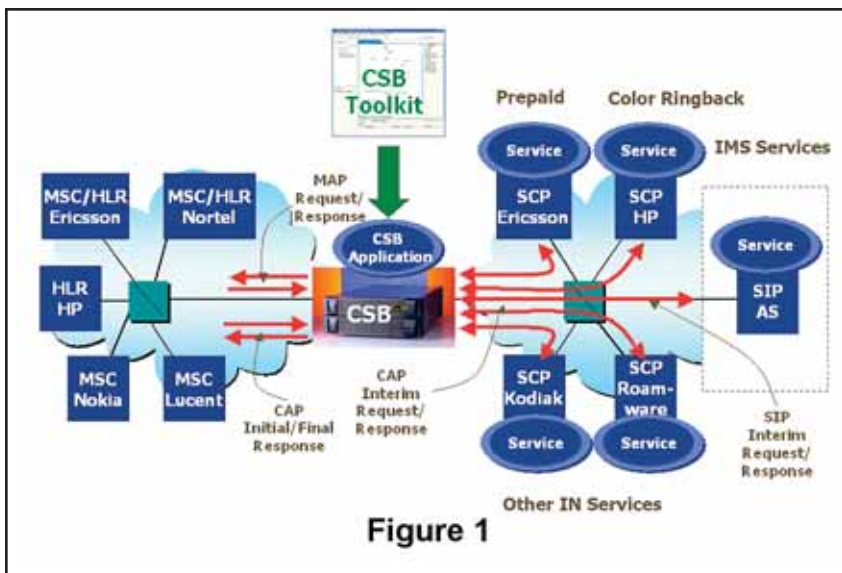 CSB
Toolkit
Prepaid
Color Ringback
IMS Services
Service
Service
SCP
Ericsson
SCP
HP
MSC/HLR
Ericsson
MSC/HLR
Nortel
MAP
Request/
Response
CSB
Application
Service
SIP
AS
HLR
HP
CSB
MSC
Nokia
MSC
Lucent
CAP
Initial/Final
Response
CAP
Interim
Request/
Response
SCP
Kodiak
SCP
Roam-
ware
Service
Service
SIP
Interim
Request/
Response
Other IN Services
Figure 1